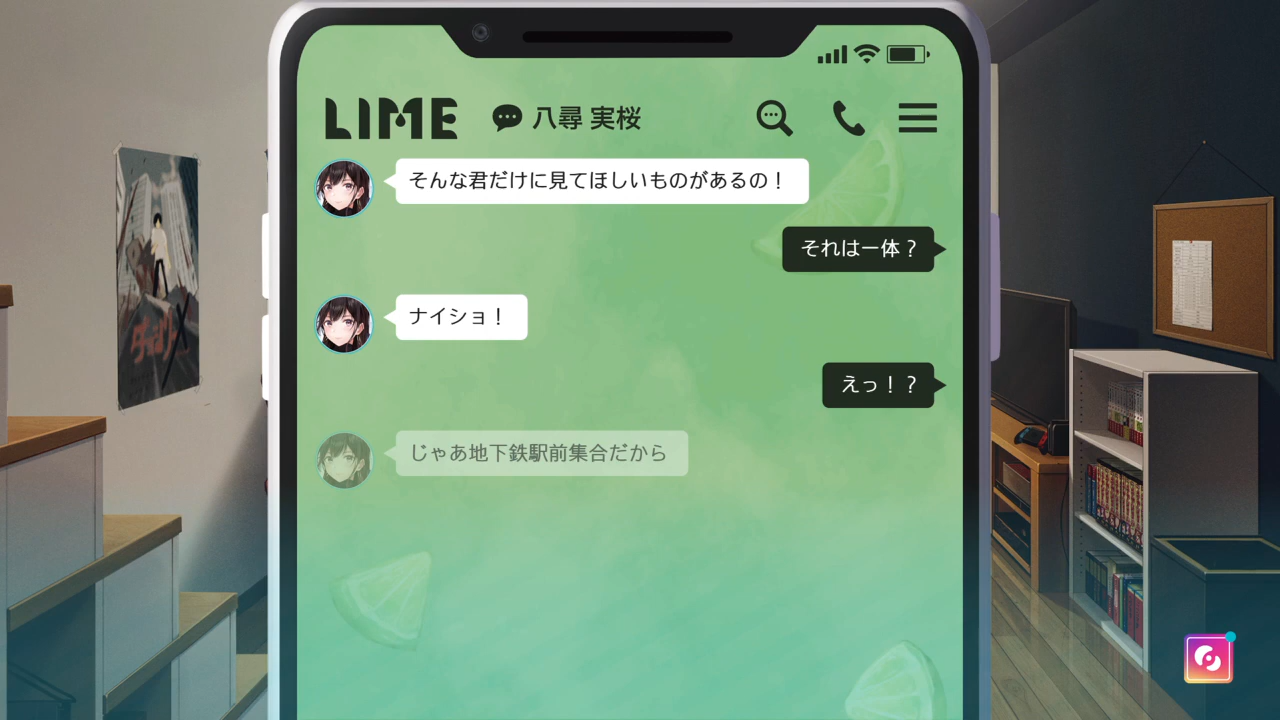 LIME 八尋 実桜
そんな君だけに見てほしいものがあるの！
それは一体？
ナイショ！
えっ！？
じゃあ地下鉄駅前集合だから